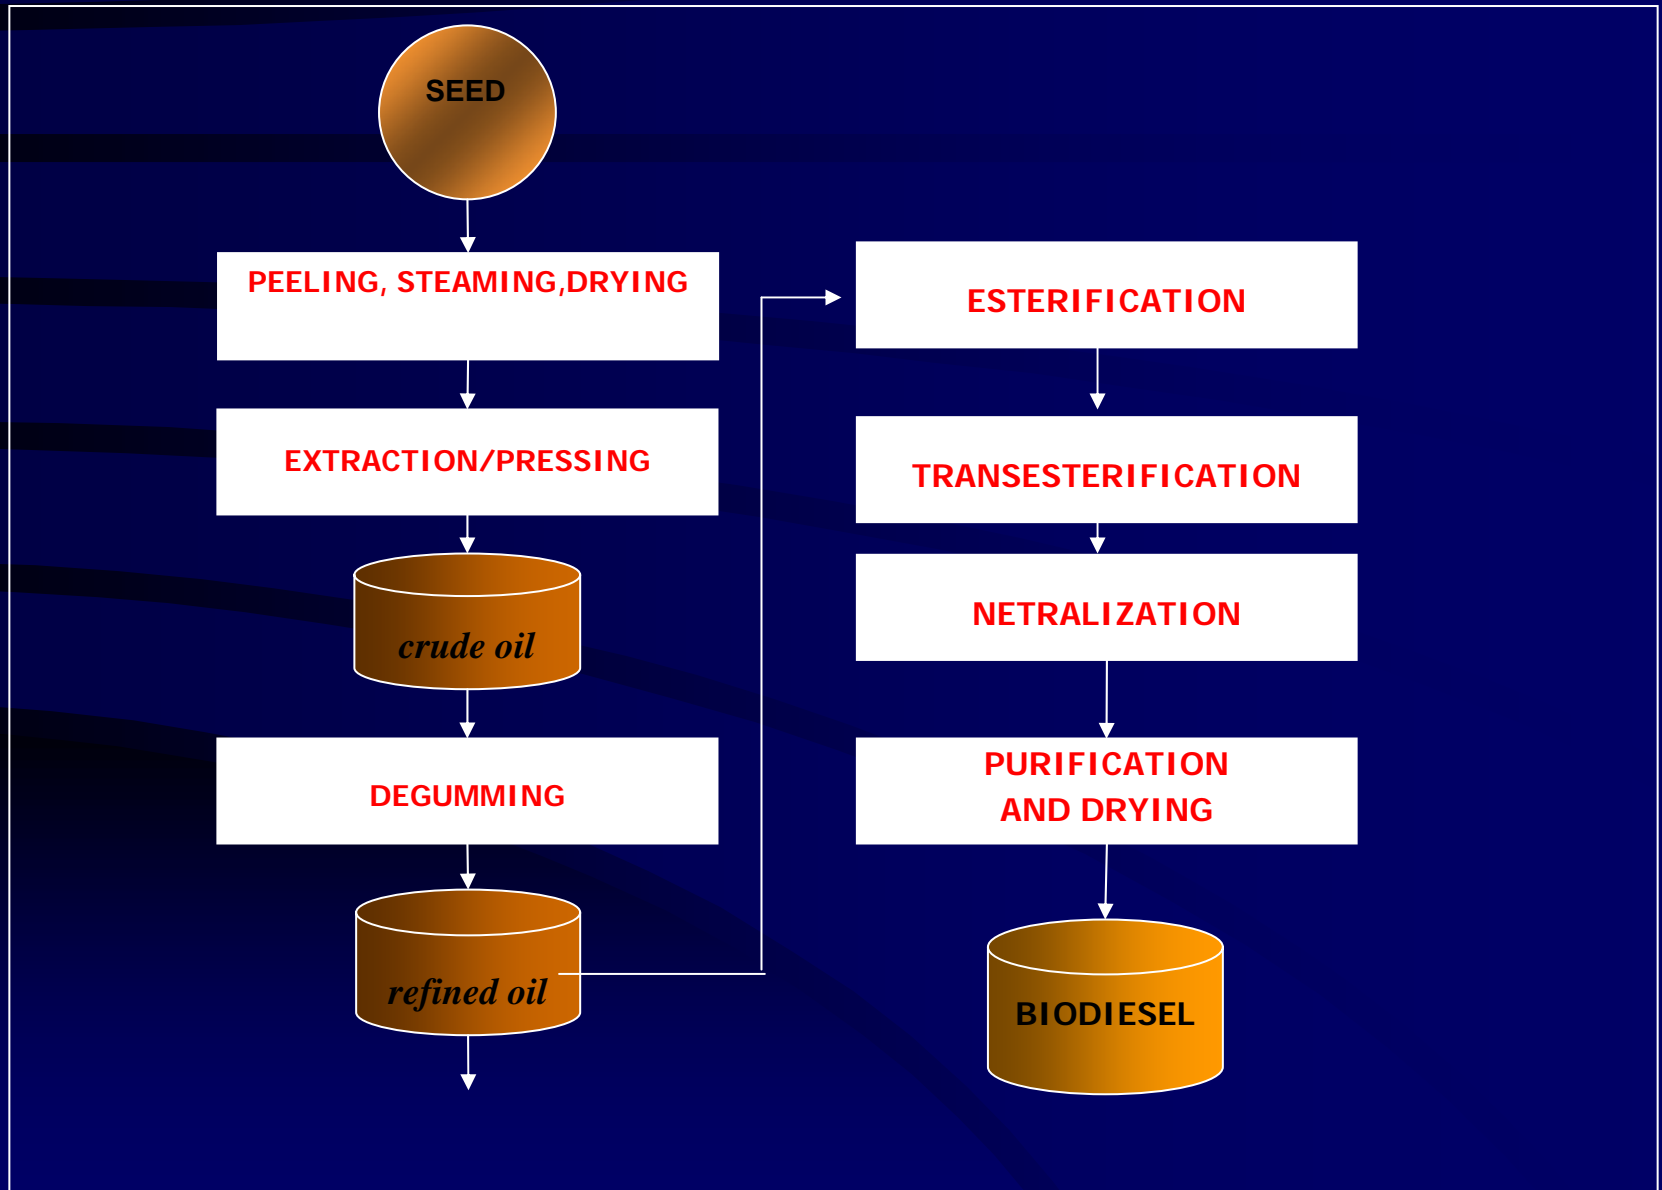 SEED
PEELING, STEAMING,DRYING
EXTRACTION/PRESSING
crude oil
DEGUMMING
refined oil
ESTERIFICATION
TRANSESTERIFICATION
NETRALIZATION
PURIFICATION
AND DRYING
BIODIESEL